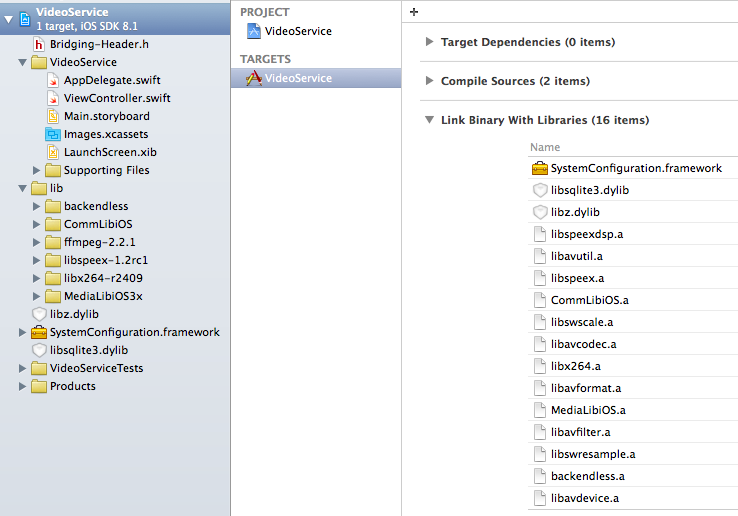 VideoService
1 target, iOS SDK 8.1
Bridging-Header.h
VideoService
AppDelegate.swift
ViewController.swift
Main.storyboard
Images.xcassets
LaunchScreen.xib
Supporting Files
lib
backendless
CommLibiOS
ffmpeg-2.2.1
libspeex-1.2rc1
libx264-r2409
MediaLibiOS3x
libz.dylib
SystemConfiguration.framework
libsqlite3.dylib
VideoServiceTests
Products
PROJECT
VideoService
TARGETS
VideoService
+
Target Dependencies (0 items)
Compile Sources (2 items)
Link Binary With Libraries (16 items)
Name
SystemConfiguration.framework
libsqlite3.dylib
libz.dylib
libspeexdsp.a
libavutil.a
libspeex.a
CommLibiOS.a
libswscale.a
libavcodec.a
libx264.a
libavformat.a
MediaLibiOS.a
libavfilter.a
libswresample.a
backendless.a
libavdevice.a